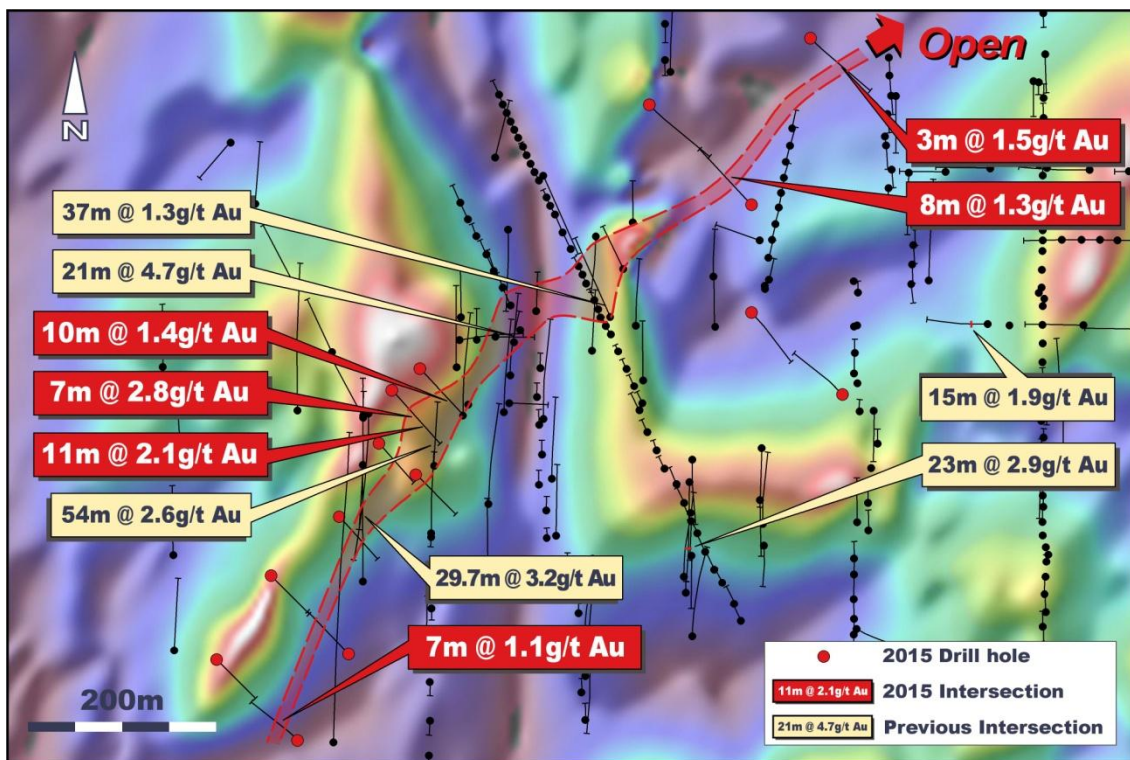 Open
N
3m @ 1.5g/t Au
8m @ 1.3g/t Au
37m @ 1.3g/t Au
21m @ 4.7g/t Au
10m @ 1.4g/t Au
7m @ 2.8g/t Au
11m @ 2.1g/t Au
54m @ 2.6g/t Au
29.7m @ 3.2g/t Au
7m @ 1.1g/t Au
15m @ 1.9g/t Au
23m @ 2.9g/t Au
200m
2015 Drill hole
11m @ 2.1g/t Au 2015 Intersection
21m @ 4.7g/t Au Previous Intersection